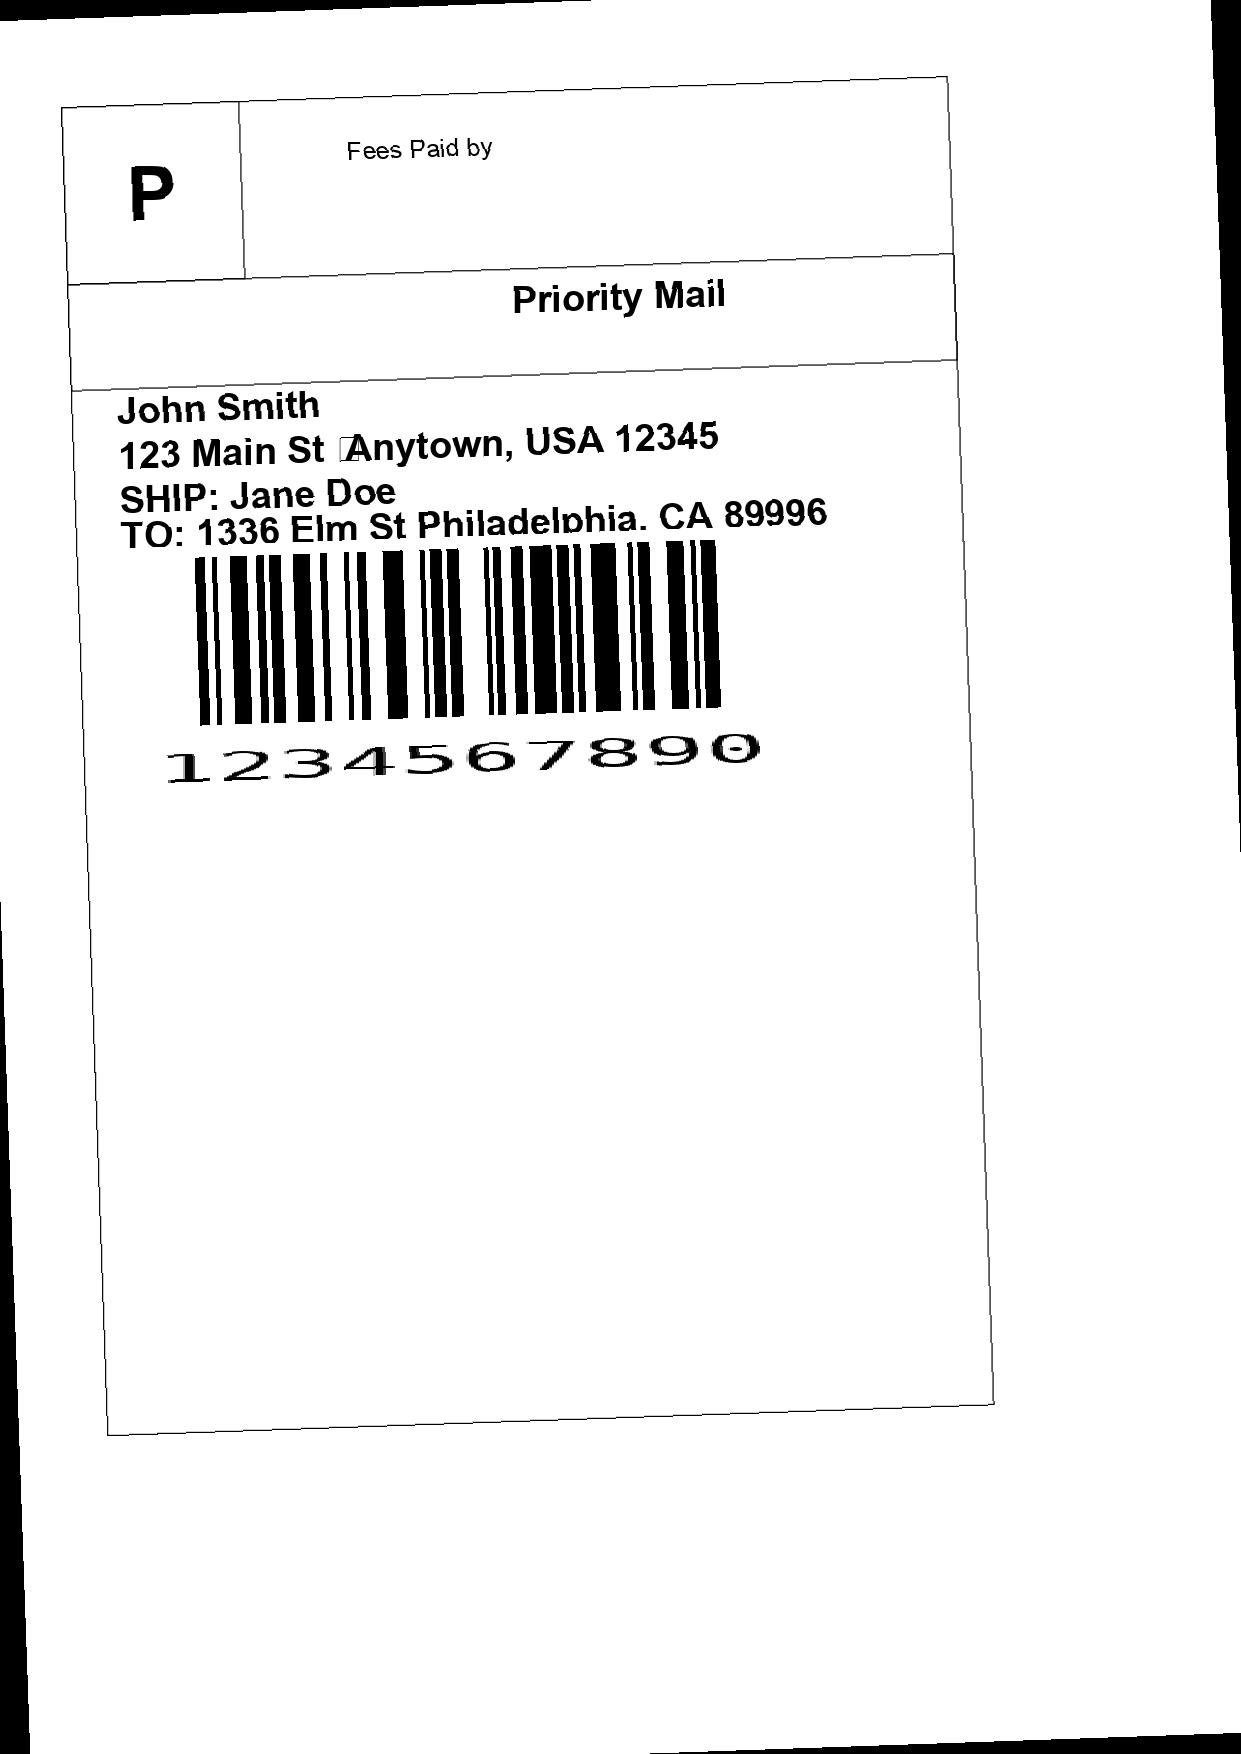 P
Fees Paid by
Priority Mail
John Smith
123 Main St Anytown, USA 12345
SHIP: Jane Doe
TO: 1336 Elm St Philadelphia, CA 89996
1234567890